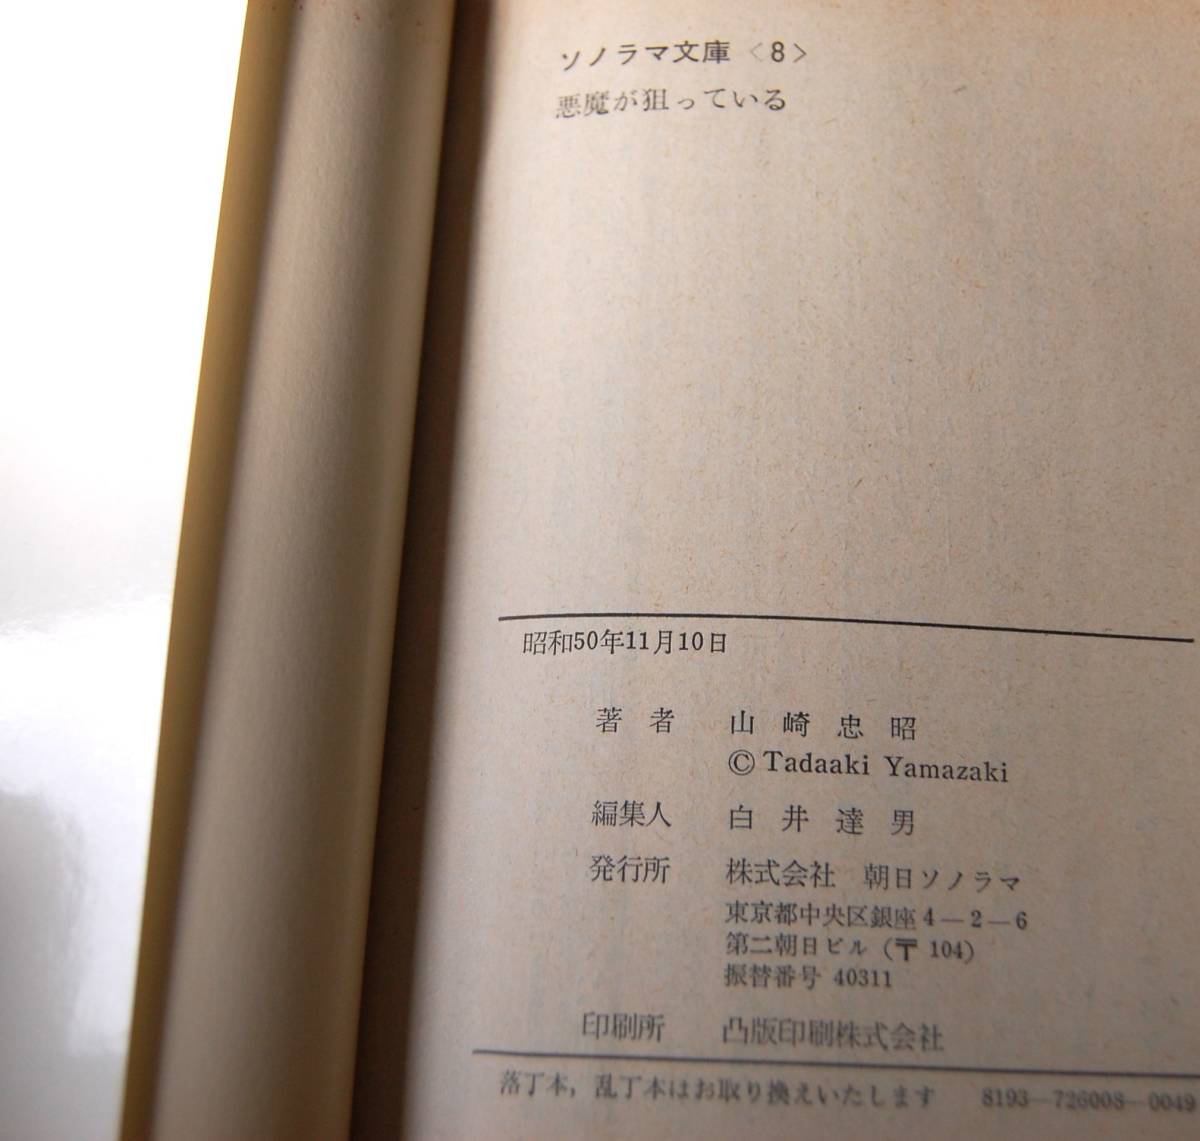 ソノラマ文庫〈8〉
悪魔が狙っている
昭和50年11月10日
著者 山崎忠昭
© Tadaaki Yamazaki
編集人 白井達男
発行所 株式会社 朝日ソノラマ
東京都中央区銀座4―2―6
第二朝日ビル(〒104)
振替番号 40311
印刷所 凸版印刷株式会社
落丁本,乱丁本はお取り換えいたします 8193―726008―0049